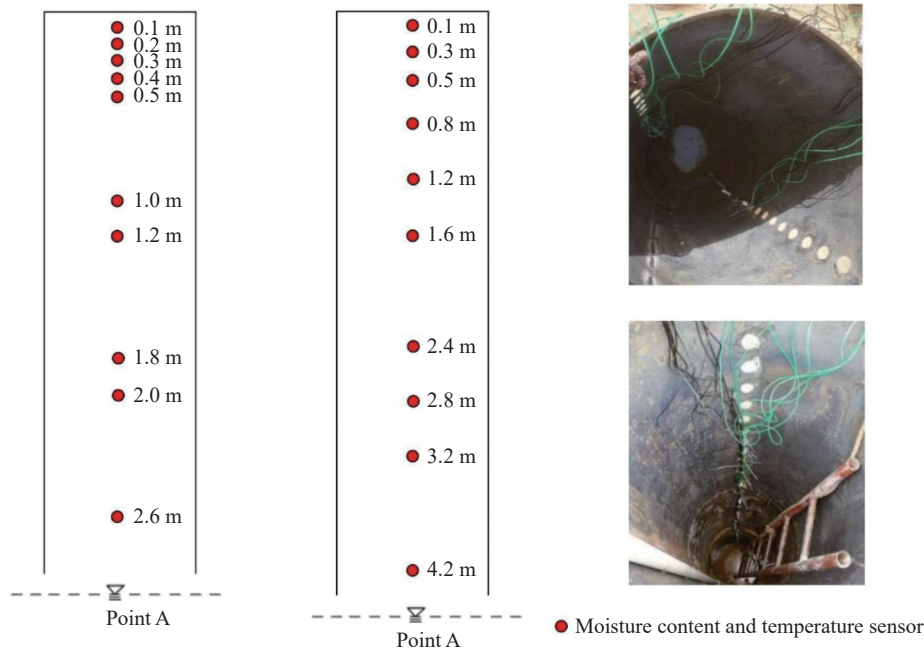 0.1 m
0.2 m
0.3 m
0.4 m
0.5 m
1.0 m
1.2 m
1.8 m
2.0 m
2.6 m
Point A
0.1 m
0.3 m
0.5 m
0.8 m
1.2 m
1.6 m
2.4 m
2.8 m
3.2 m
4.2 m
Point A
Moisture content and temperature sensor